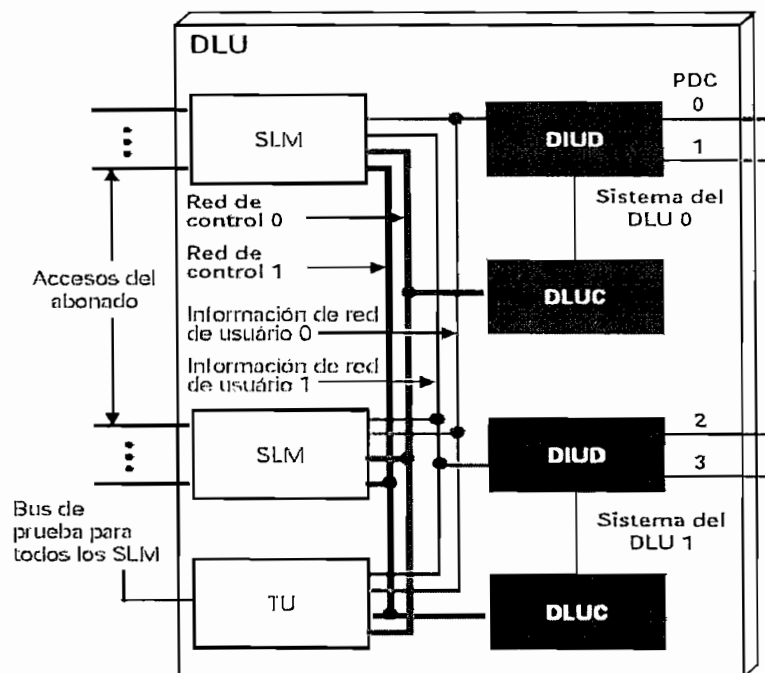 DLU
PDC
0
SLM
DIUD
1
Red de
control 0
Sistema del
DLU 0
Red de
control 1
Accesos del
abonado
DLUC
Información de red
de usuário 0
Información de red
de usuário 1
2
SLM
DIUD
3
Bus de
prueba para
todos los SLM
Sistema del
DLU 1
TU
DLUC